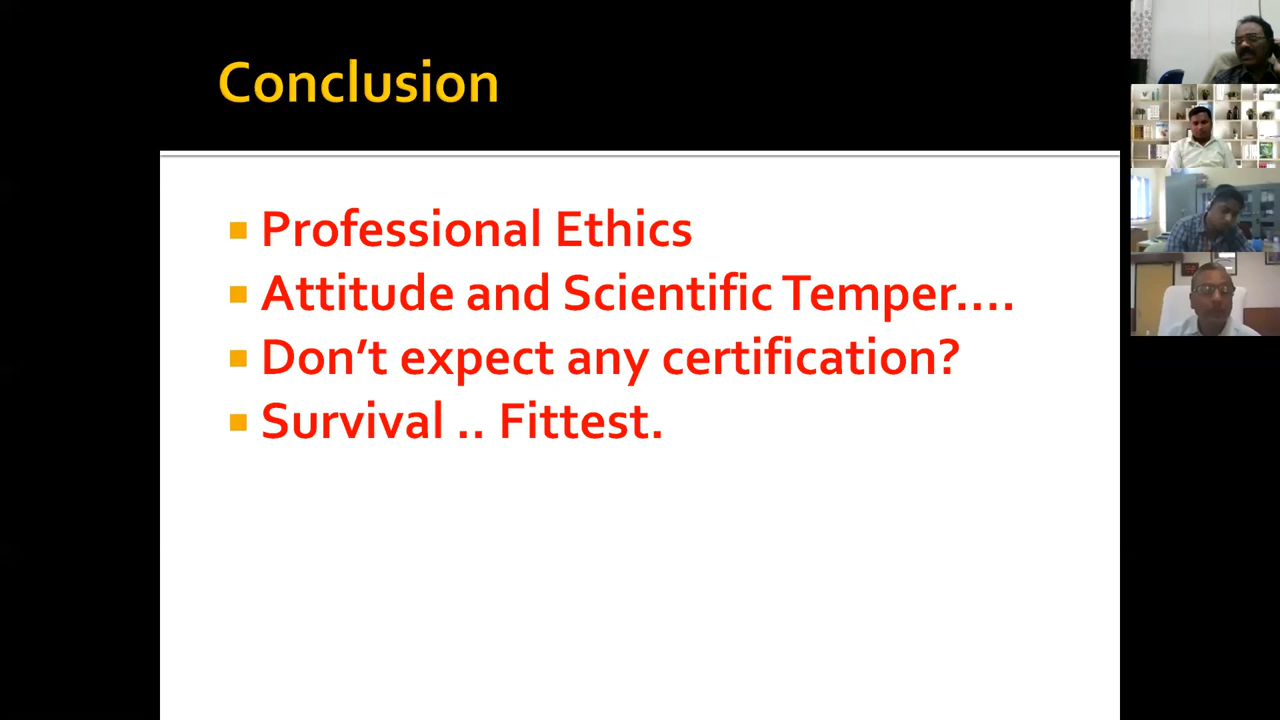 Conclusion
Professional Ethics
Attitude and Scientific Temper....
Don’t expect any certification?
Survival .. Fittest.